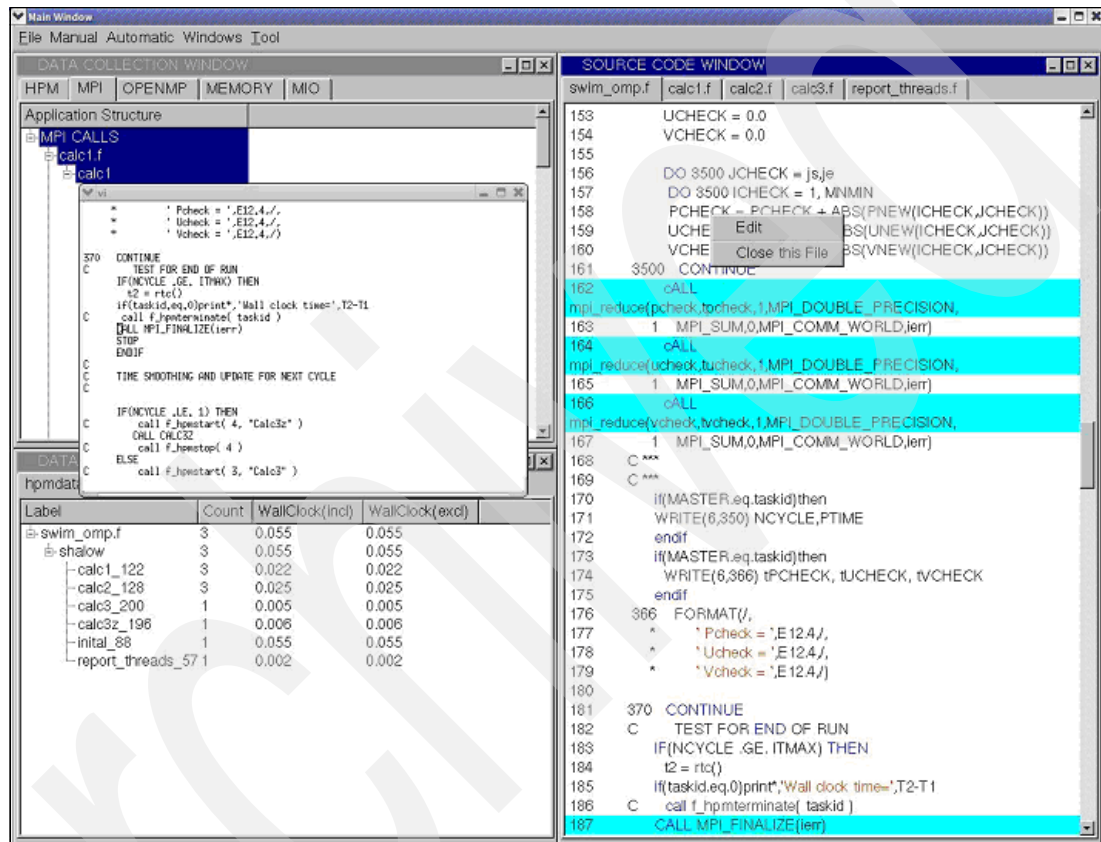 Main Window
File Manual Automatic Windows Tool
DATA COLLECTION WINDOW
HPM MPI OPENMP MEMORY MIO
Application Structure
MPI CALLS
calc1.f
calc1
vi
* ' Pcheck = ',E12.4,/,
* ' Ucheck = ',E12.4,/,
* ' Vcheck = ',E12.4,/)
370 CONTINUE
C TEST FOR END OF RUN
IF(NCYCLE .GE. ITMAX) THEN
t2 = rtc()
if(taskid.eq.0)print*,'Wall clock time=',T2-T1
C call f_hpmterminate( taskid )
CALL MPI_FINALIZE(ierr)
STOP
ENDIF
C
C TIME SMOOTHING AND UPDATE FOR NEXT CYCLE
C
IF(NCYCLE .LE. 1) THEN
C call f_hpmstart( 4, "Calc3z" )
CALL CALC3Z
C call f_hpmstop( 4 )
ELSE
C call f_hpmstart( 3, "Calc3" )
DATA
hpmdata
Label Count WallClock(incl) WallClock(excl)
swim_omp.f 3 0.055 0.055
shalow 3 0.055 0.055
calc1_122 3 0.022 0.022
calc2_128 3 0.025 0.025
calc3_200 1 0.005 0.005
calc3z_196 1 0.006 0.006
inital_88 1 0.055 0.055
report_threads_57 1 0.002 0.002
SOURCE CODE WINDOW
swim_omp.f calc1.f calc2.f calc3.f report_threads.f
153 UCHECK = 0.0
154 VCHECK = 0.0
155
156 DO 3500 JCHECK = js,je
157 DO 3500 ICHECK = 1, MNMIN
158 PCHECK = PCHECK + ABS(PNEW(ICHECK,JCHECK))
159 UCHE BS(UNEW(ICHECK,JCHECK))
160 VCHE BS(VNEW(ICHECK,JCHECK))
Edit
Close this File
161 3500 CONTINUE
162 cALL
mpi_reduce(pcheck,tpcheck,1,MPI_DOUBLE_PRECISION,
163 1 MPI_SUM,0,MPI_COMM_WORLD,ierr)
164 cALL
mpi_reduce(ucheck,tucheck,1,MPI_DOUBLE_PRECISION,
165 1 MPI_SUM,0,MPI_COMM_WORLD,ierr)
166 cALL
mpi_reduce(vcheck,tvcheck,1,MPI_DOUBLE_PRECISION,
167 1 MPI_SUM,0,MPI_COMM_WORLD,ierr)
168 C ***
169 C ***
170 if(MASTER.eq.taskid)then
171 WRITE(6,350) NCYCLE,PTIME
172 endif
173 if(MASTER.eq.taskid)then
174 WRITE(6,366) tPCHECK, tUCHECK, tVCHECK
175 endif
176 366 FORMAT(/,
177 * ' Pcheck = ',E12.4,/,
178 * ' Ucheck = ',E12.4,/,
179 * ' Vcheck = ',E12.4,/)
180
181 370 CONTINUE
182 C TEST FOR END OF RUN
183 IF(NCYCLE .GE. ITMAX) THEN
184 t2 = rtc()
185 if(taskid.eq.0)print*,'Wall clock time=',T2-T1
186 C call f_hpmterminate( taskid )
187 CALL MPI_FINALIZE(ierr)